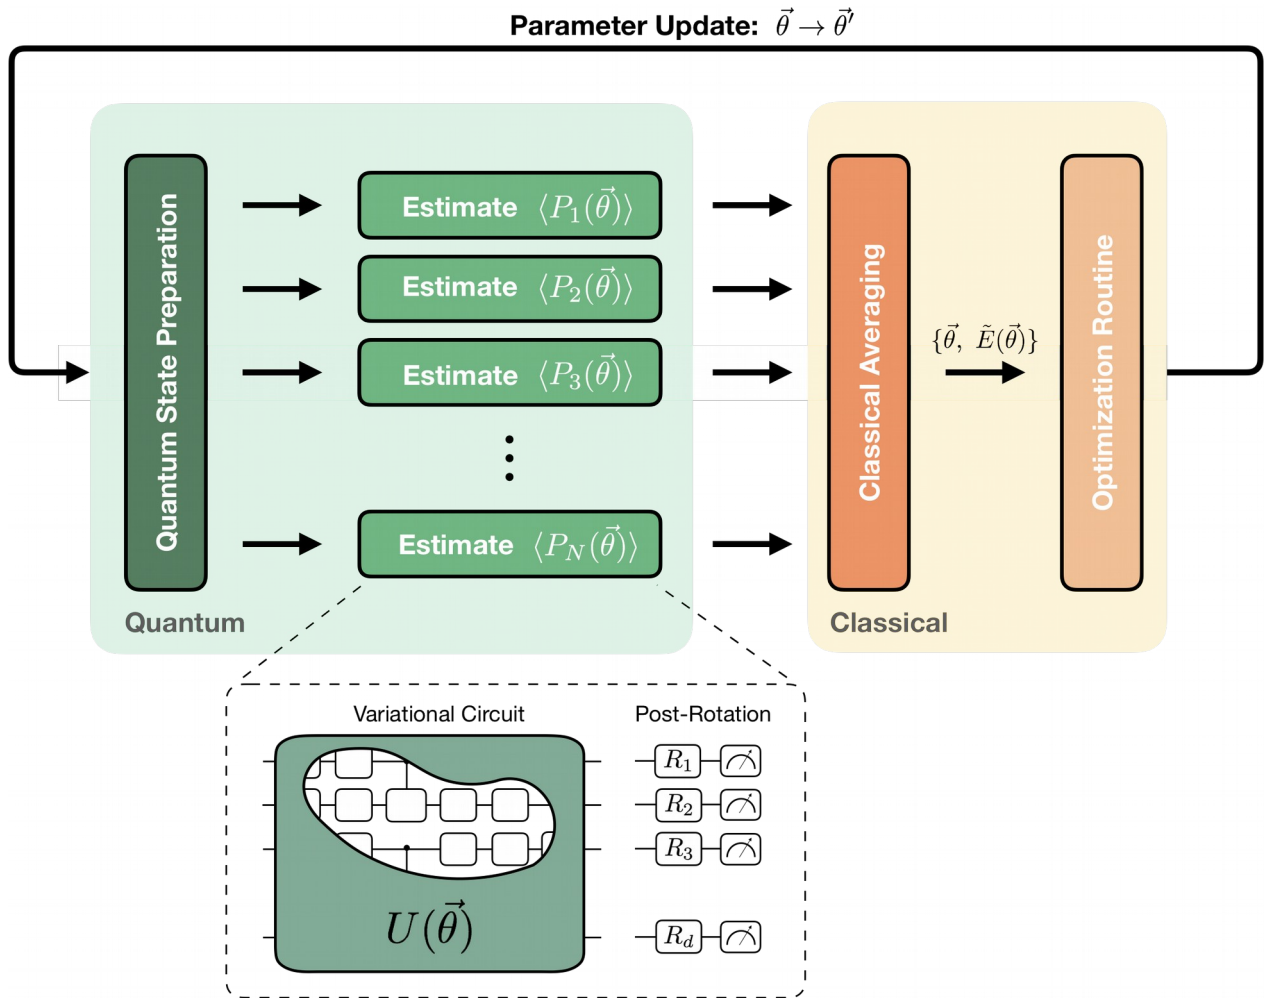 Parameter Update: θ⃗ → θ⃗′
Quantum State Preparation
Estimate ⟨P₁(θ⃗)⟩
Estimate ⟨P₂(θ⃗)⟩
Estimate ⟨P₃(θ⃗)⟩
⋮
Estimate ⟨P_N(θ⃗)⟩
Quantum
Classical Averaging
{θ⃗, Ẽ(θ⃗)}
Optimization Routine
Classical
Variational Circuit
U(θ⃗)
Post-Rotation
R₁
R₂
R₃
R_d